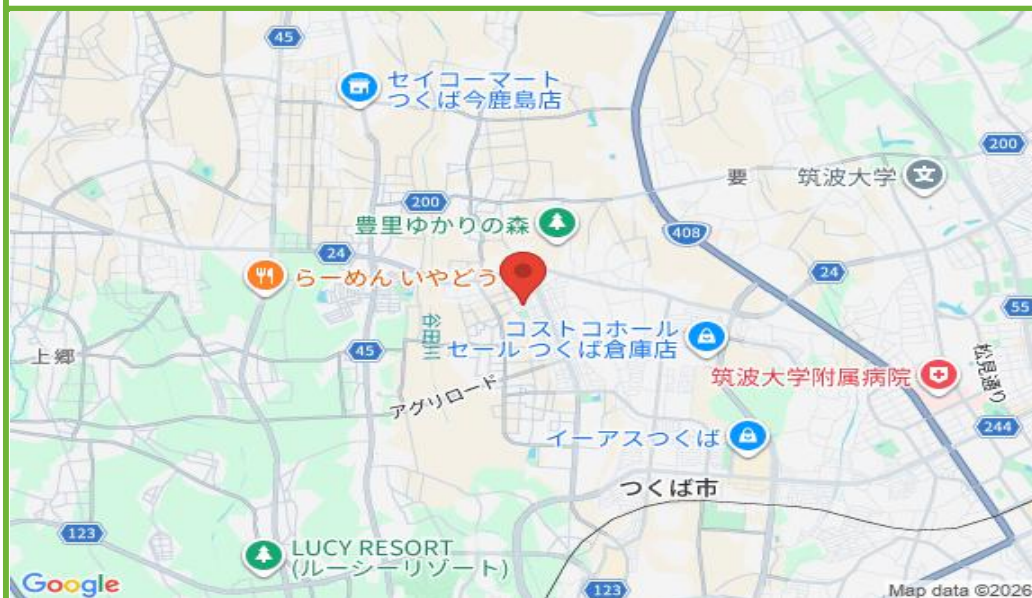 45
セイコーマート
つくば今鹿島店
200
200
要
筑波大学
豊里ゆかりの森
408
24
24
らーめん いやどう
55
谷田川
コストコホール
セール つくば倉庫店
上郷
45
筑波大学附属病院
松見通り
アグリロード
イーアスつくば
244
つくば市
123
LUCY RESORT
(ルーシーリゾート)
123
Google
Map data ©2026